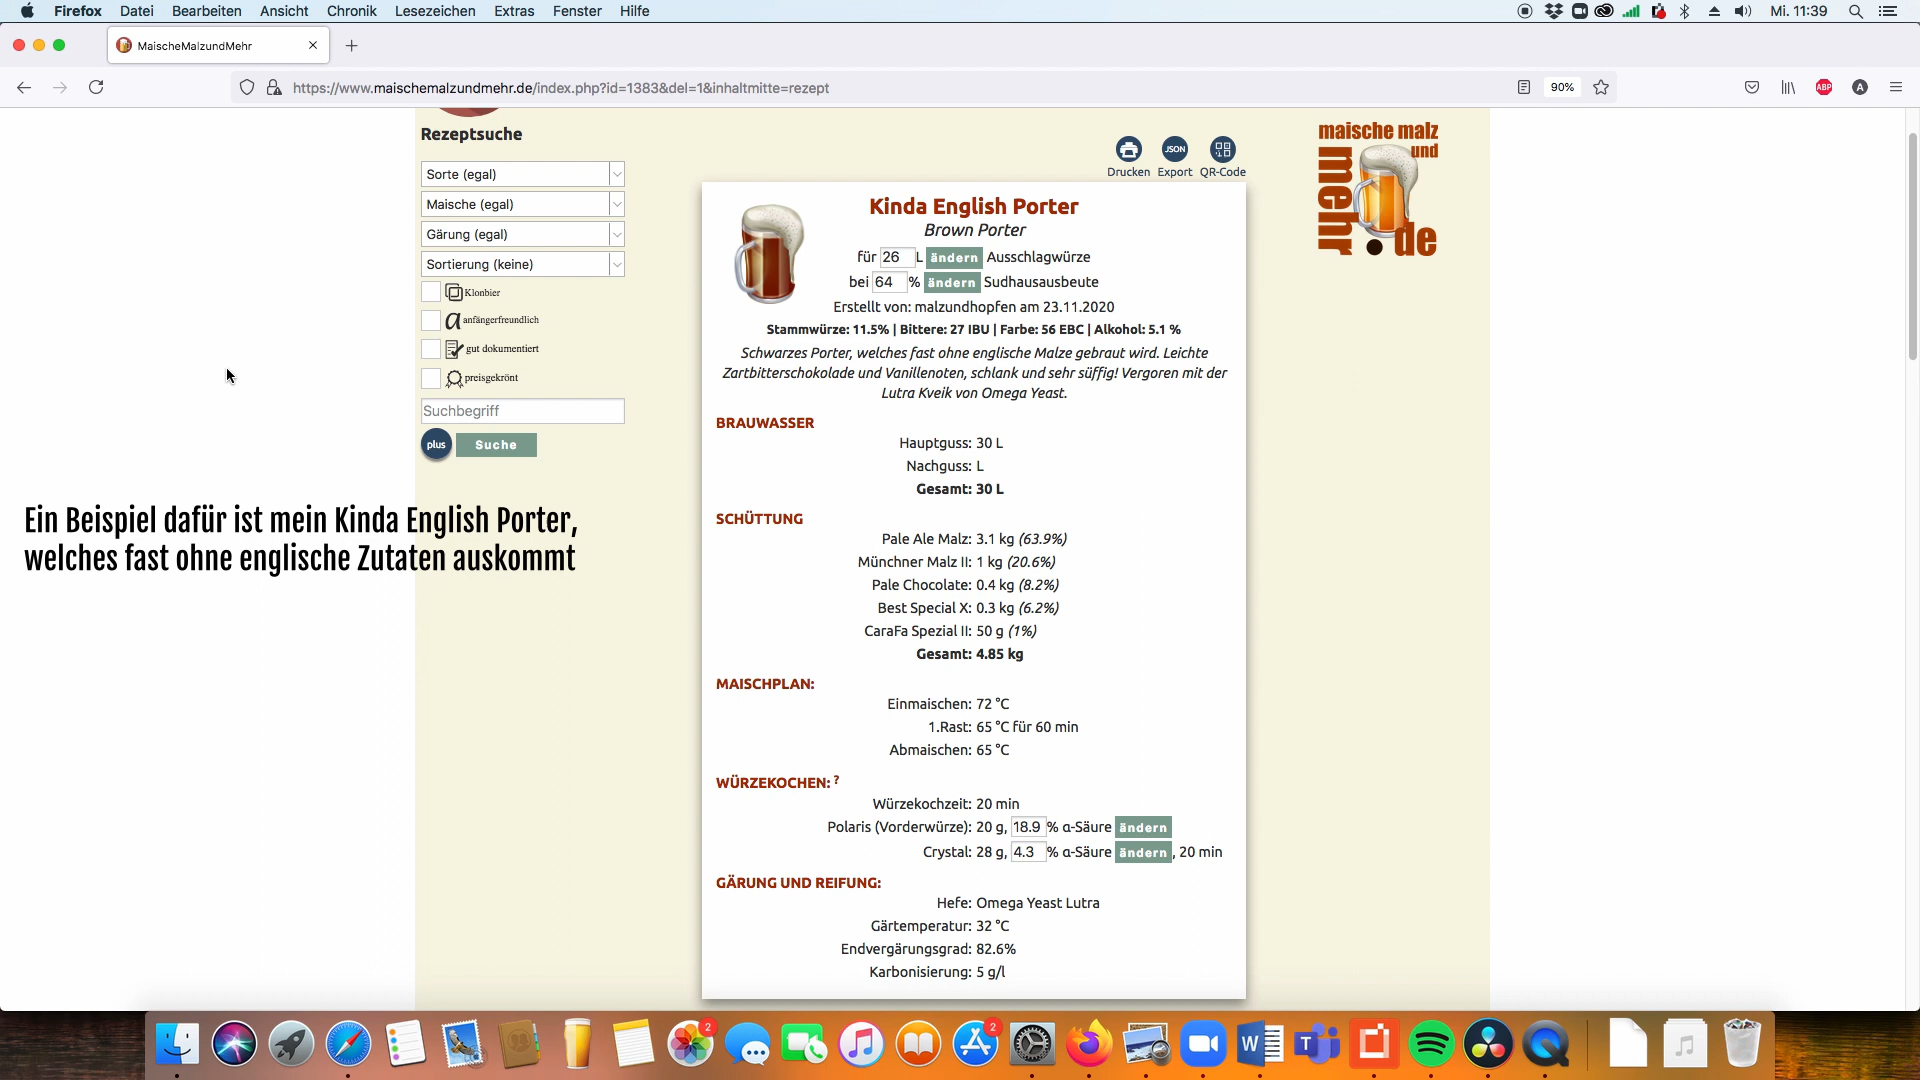 Firefox Datei Bearbeiten Ansicht Chronik Lesezeichen Extras Fenster Hilfe Mi. 11:39
MaischeMalzundMehr
https://www.maischemalzundmehr.de/index.php?id=1383&del=1&inhaltmitte=rezept 90% ABP A
Rezeptsuche
Sorte (egal)
Maische (egal)
Gärung (egal)
Sortierung (keine)
Klonbier
anfängerfreundlich
gut dokumentiert
preisgekrönt
Suchbegriff
plus Suche
Ein Beispiel dafür ist mein Kinda English Porter,
welches fast ohne englische Zutaten auskommt
JSON
Drucken Export QR-Code
Kinda English Porter
Brown Porter
für 26 L ändern Ausschlagwürze
bei 64 % ändern Sudhausausbeute
Erstellt von: malzundhopfen am 23.11.2020
Stammwürze: 11.5% | Bittere: 27 IBU | Farbe: 56 EBC | Alkohol: 5.1 %
Schwarzes Porter, welches fast ohne englische Malze gebraut wird. Leichte
Zartbitterschokolade und Vanillenoten, schlank und sehr süffig! Vergoren mit der
Lutra Kveik von Omega Yeast.
BRAUWASSER
Hauptguss: 30 L
Nachguss: L
Gesamt: 30 L
SCHÜTTUNG
Pale Ale Malz: 3.1 kg (63.9%)
Münchner Malz II: 1 kg (20.6%)
Pale Chocolate: 0.4 kg (8.2%)
Best Special X: 0.3 kg (6.2%)
CaraFa Spezial II: 50 g (1%)
Gesamt: 4.85 kg
MAISCHPLAN:
Einmaischen: 72 °C
1.Rast: 65 °C für 60 min
Abmaischen: 65 °C
WÜRZEKOCHEN: ?
Würzekochzeit: 20 min
Polaris (Vorderwürze): 20 g, 18.9 % α-Säure ändern
Crystal: 28 g, 4.3 % α-Säure ändern , 20 min
GÄRUNG UND REIFUNG:
Hefe: Omega Yeast Lutra
Gärtemperatur: 32 °C
Endvergärungsgrad: 82.6%
Karbonisierung: 5 g/l
maische malz
und
mehr
.de
2 2 W T